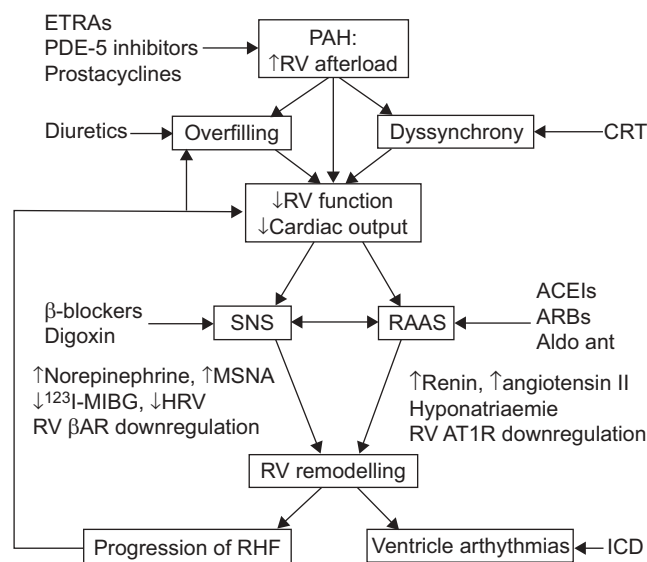 ETRAs
PDE-5 inhibitors
Prostacyclines
PAH:
↑RV afterload
Diuretics
Overfilling
Dyssynchrony
CRT
↓RV function
↓Cardiac output
β-blockers
Digoxin
SNS
RAAS
ACEIs
ARBs
Aldo ant
↑Norepinephrine, ↑MSNA
↓¹²³I-MIBG, ↓HRV
RV βAR downregulation
↑Renin, ↑angiotensin II
Hyponatriaemie
RV AT1R downregulation
RV remodelling
Progression of RHF
Ventricle arthythmias
ICD